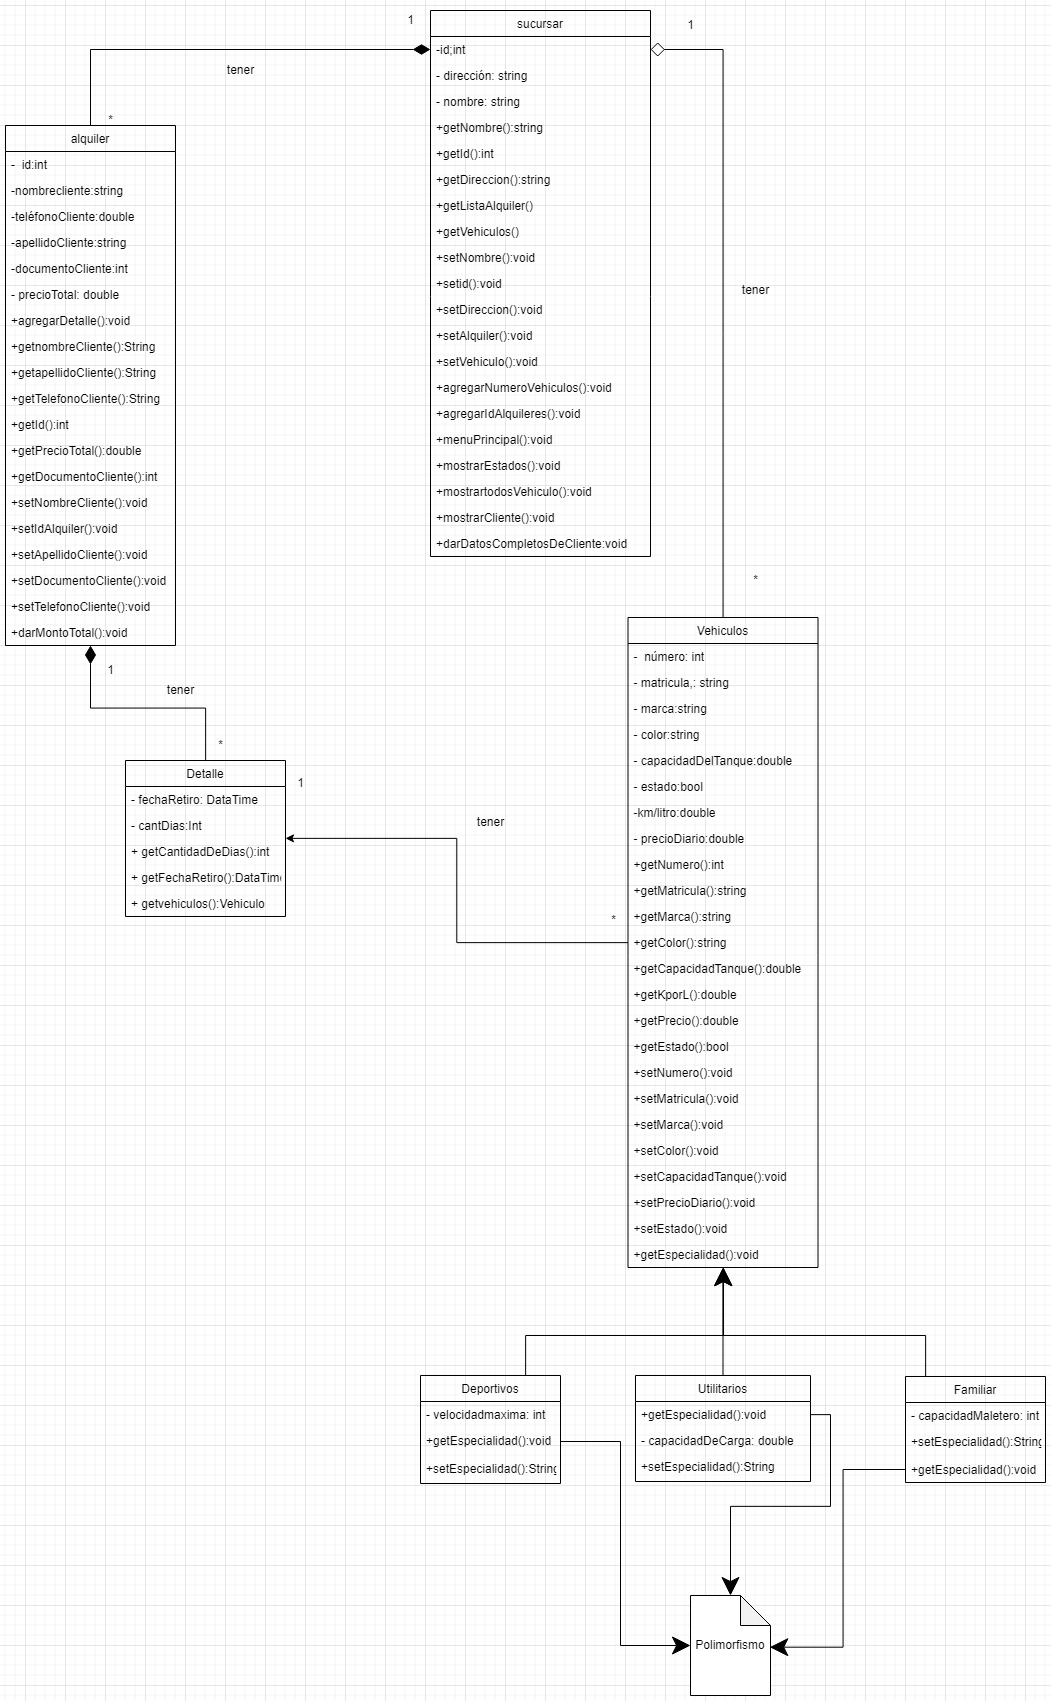 sucursar
-id;int
- dirección: string
- nombre: string
+getNombre():string
+getId():int
+getDireccion():string
+getListaAlquiler()
+getVehiculos()
+setNombre():void
+setid():void
+setDireccion():void
+setAlquiler():void
+setVehiculo():void
+agregarNumeroVehiculos():void
+agregarIdAlquileres():void
+menuPrincipal():void
+mostrarEstados():void
+mostrartodosVehiculo():void
+mostrarCliente():void
+darDatosCompletosDeCliente:void
1
tener
*
1
tener
*
alquiler
- id:int
-nombrecliente:string
-teléfonoCliente:double
-apellidoCliente:string
-documentoCliente:int
- precioTotal: double
+agregarDetalle():void
+getnombreCliente():String
+getapellidoCliente():String
+getTelefonoCliente():String
+getId():int
+getPrecioTotal():double
+getDocumentoCliente():int
+setNombreCliente():void
+setIdAlquiler():void
+setApellidoCliente():void
+setDocumentoCliente():void
+setTelefonoCliente():void
+darMontoTotal():void
1
tener
*
Detalle
- fechaRetiro: DataTime
- cantDias:Int
+ getCantidadDeDias():int
+ getFechaRetiro():DataTim
+ getvehiculos():Vehiculo
1
tener
*
Vehiculos
- número: int
- matricula,: string
- marca:string
- color:string
- capacidadDelTanque:double
- estado:bool
-km/litro:double
- precioDiario:double
+getNumero():int
+getMatricula():string
+getMarca():string
+getColor():string
+getCapacidadTanque():double
+getKporL():double
+getPrecio():double
+getEstado():bool
+setNumero():void
+setMatricula():void
+setMarca():void
+setColor():void
+setCapacidadTanque():void
+setPrecioDiario():void
+setEstado():void
+getEspecialidad():void
Deportivos
- velocidadmaxima: int
+getEspecialidad():void
+setEspecialidad():String
Utilitarios
+getEspecialidad():void
- capacidadDeCarga: double
+setEspecialidad():String
Familiar
- capacidadMaletero: int
+setEspecialidad():String
+getEspecialidad():void
Polimorfismo